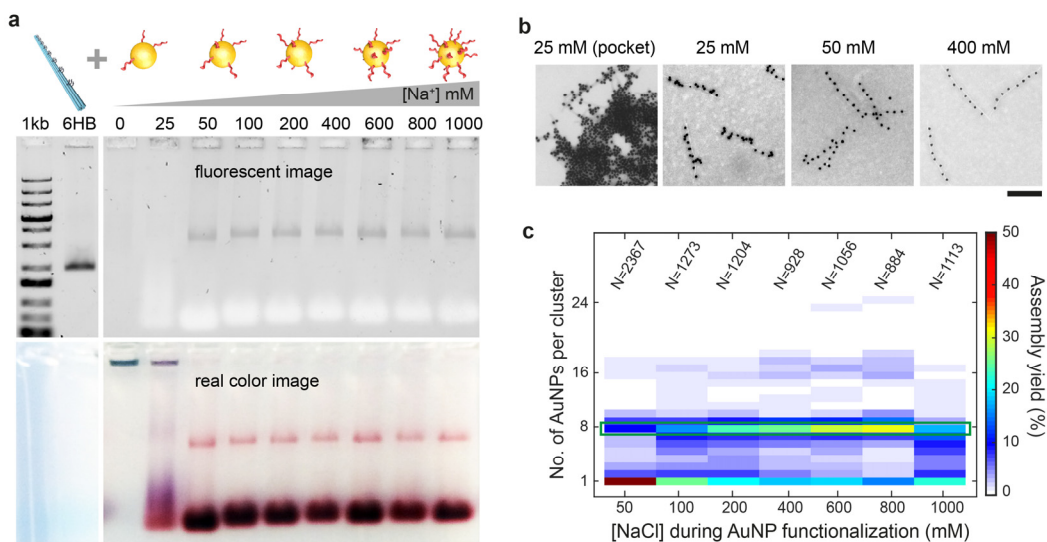 a
[Na⁺] mM
1kb 6HB 0 25 50 100 200 400 600 800 1000
fluorescent image
real color image
b
25 mM (pocket) 25 mM 50 mM 400 mM
c
N=2367 N=1273 N=1204 N=928 N=1056 N=884 N=1113
No. of AuNPs per cluster
24
16
8
1
50 100 200 400 600 800 1000
[NaCl] during AuNP functionalization (mM)
50
40
30
20
10
0
Assembly yield (%)